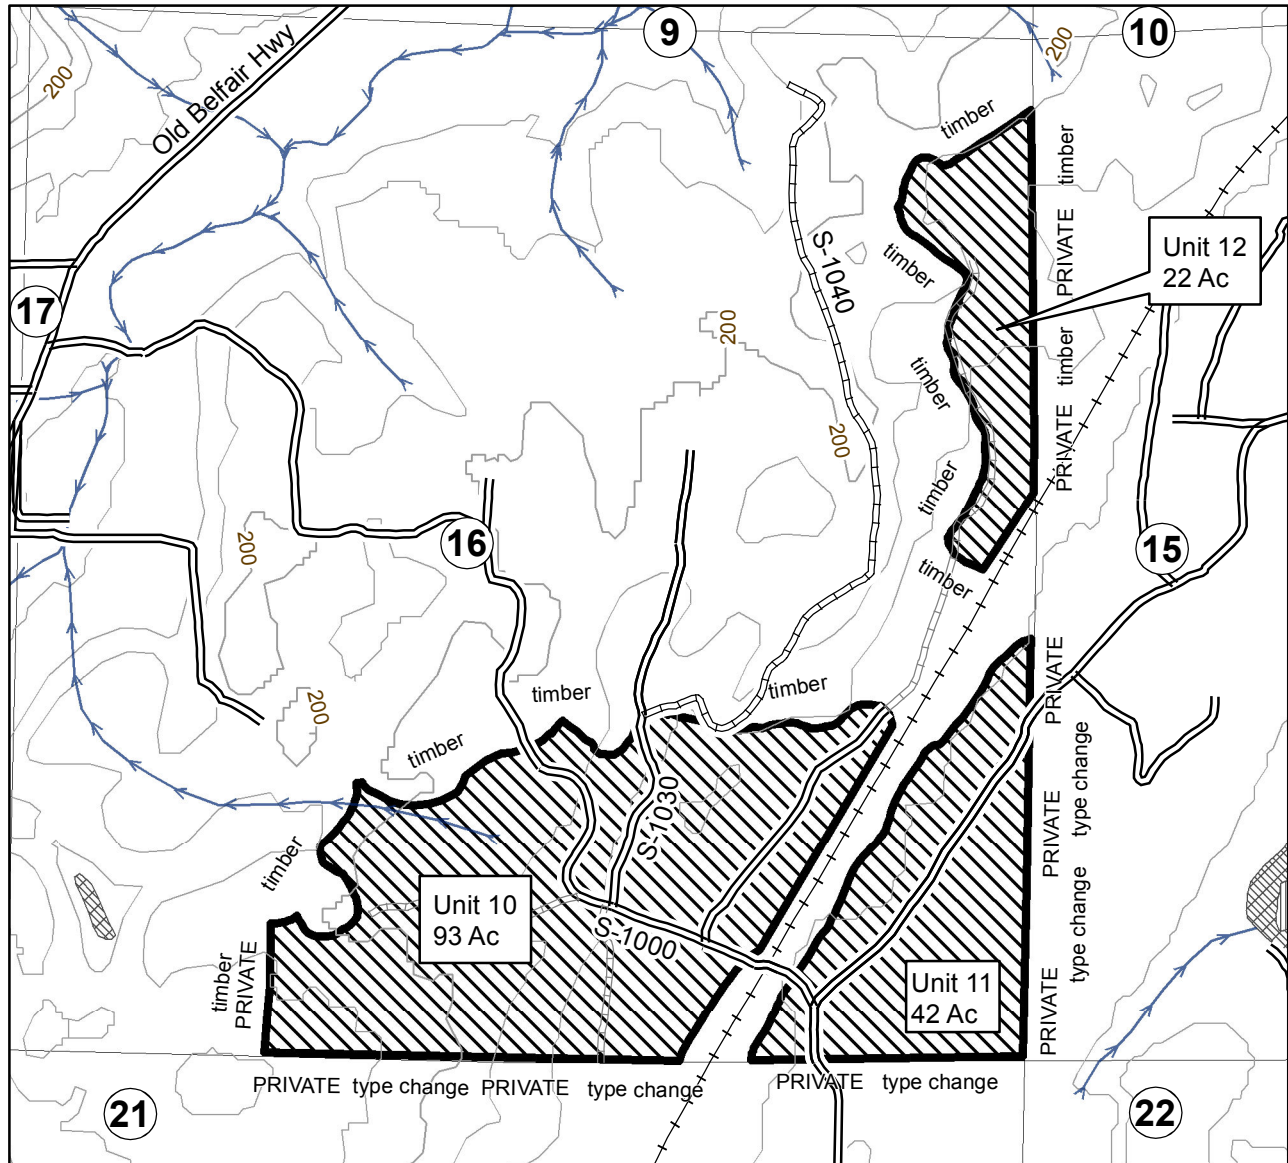 9
10
200
200
Old Belfair Hwy
timber
timber
PRIVATE
S-1040
timber
Unit 12
22 Ac
17
200
timber
timber
PRIVATE
200
timber
16
200
15
timber
200
timber
timber
timber
PRIVATE
type change
timber
S-1030
PRIVATE
timber
Unit 10
93 Ac
S-1000
type change
timber
PRIVATE
Unit 11
42 Ac
PRIVATE
PRIVATE type change PRIVATE type change
PRIVATE type change
21
22